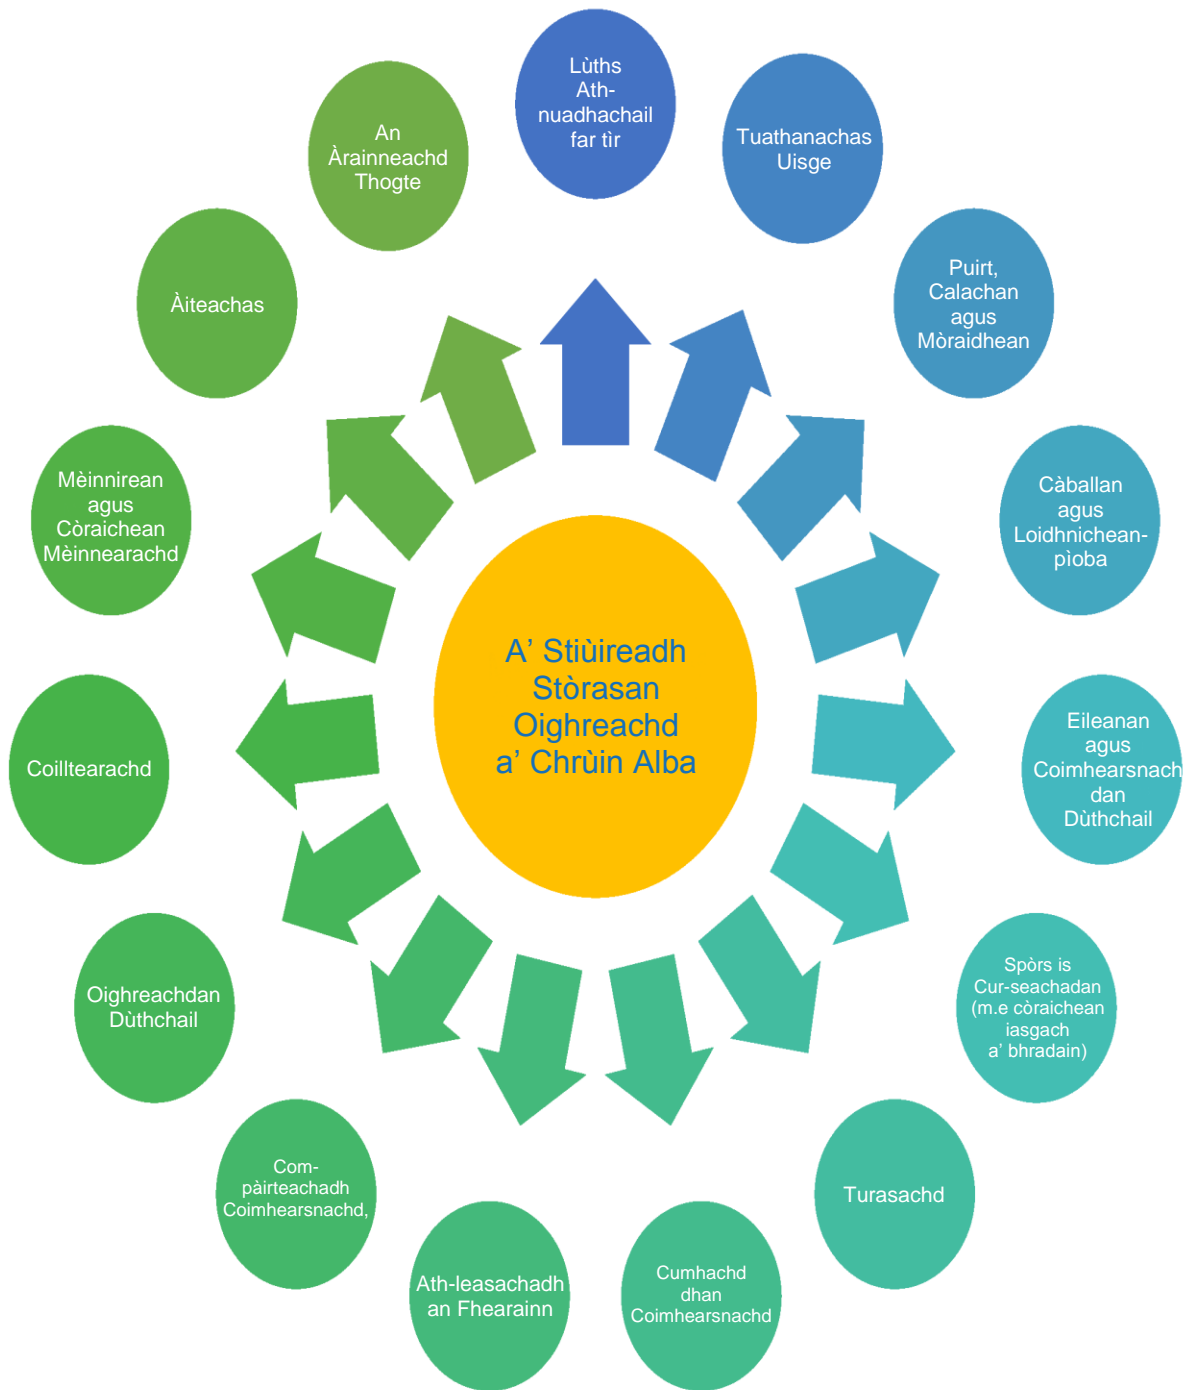 Lùths
Ath-
nuadhachail
far tìr
Tuathanachas
Uisge
Puirt,
Calachan
agus
Mòraidhean
Càballan
agus
Loidhnichean-
pìoba
Eileanan
agus
Coimhearsnach
dan
Dùthchail
Spòrs is
Cur-seachadan
(m.e còraichean
iasgach
a’ bhradain)
Turasachd
Cumhachd
dhan
Coimhearsnachd
Ath-leasachadh
an Fhearainn
Com-
pàirteachadh
Coimhearsnachd,
Oighreachdan
Dùthchail
Coilltearachd
Mèinnirean
agus
Còraichean
Mèinnearachd
Àiteachas
An
Àrainneachd
Thogte
A’ Stiùireadh
Stòrasan
Oighreachd
a’ Chrùin Alba